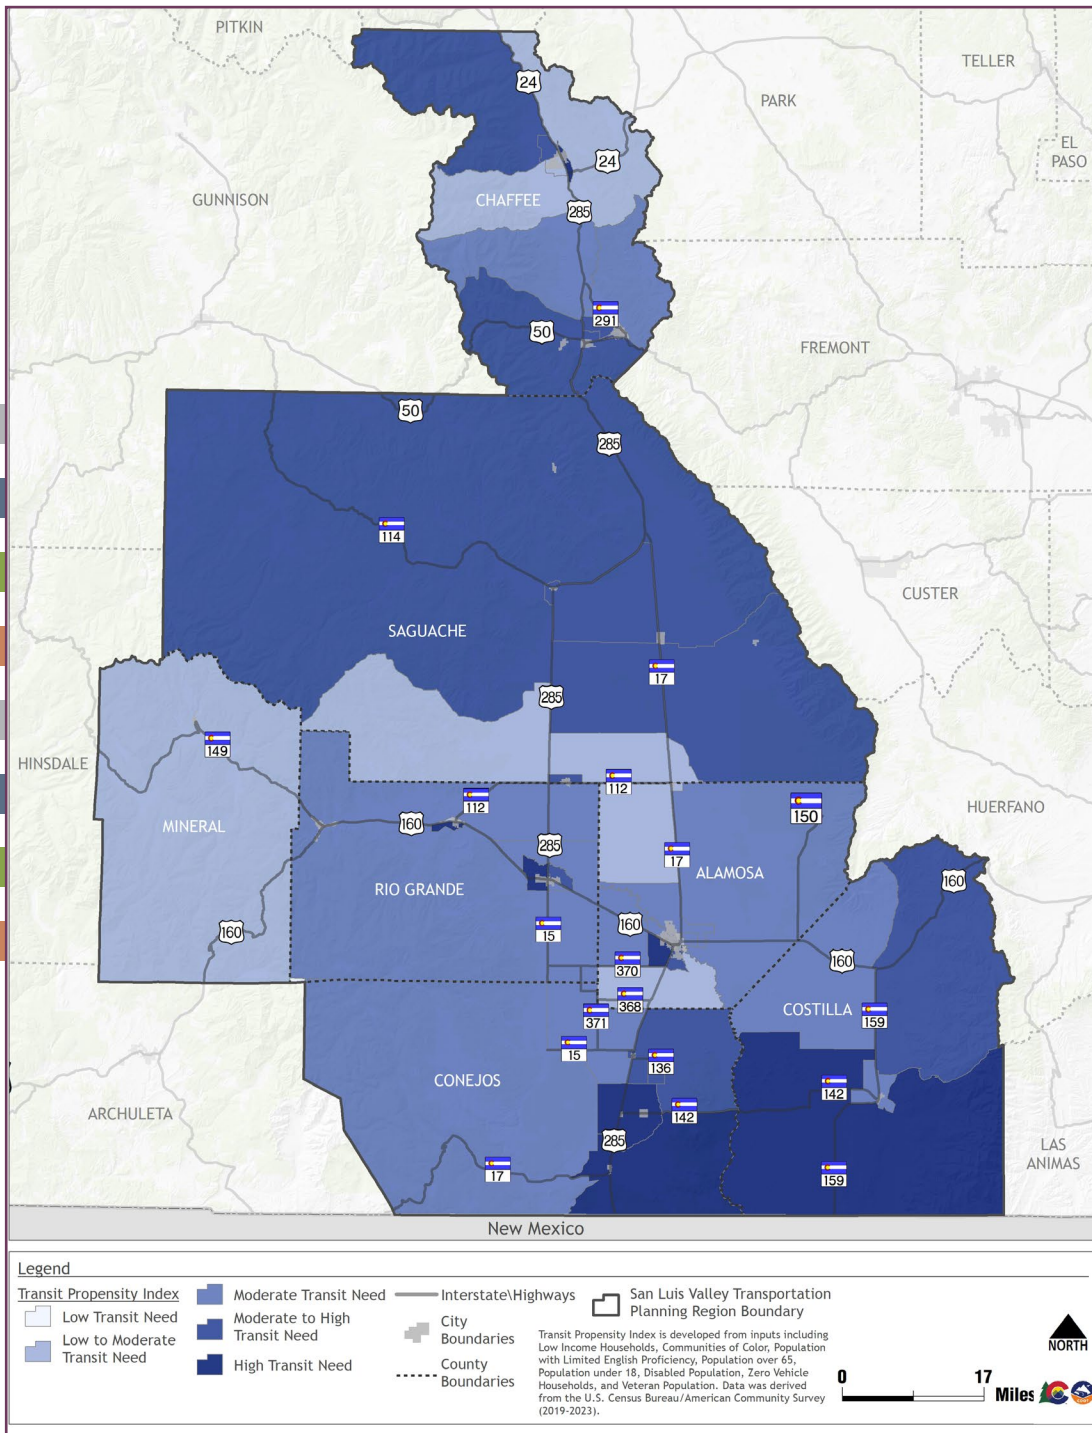 PITKIN
TELLER
24
PARK
EL
PASO
24
GUNNISON
CHAFFEE
285
291
50
FREMONT
50
285
114
CUSTER
SAGUACHE
17
285
149
HINSDALE
112
112
150
HUERFANO
160
MINERAL
285
17
ALAMOSA
160
RIO GRANDE
160
15
160
160
370
368
COSTILLA
159
371
15
136
CONEJOS
142
142
ARCHULETA
285
LAS
ANIMAS
17
159
New Mexico
Legend
Transit Propensity Index
Low Transit Need
Low to Moderate
Transit Need
Moderate Transit Need
Moderate to High
Transit Need
High Transit Need
Interstate\Highways
City
Boundaries
County
Boundaries
San Luis Valley Transportation
Planning Region Boundary
Transit Propensity Index is developed from inputs including
Low Income Households, Communities of Color, Population
with Limited English Proficiency, Population over 65,
Population under 18, Disabled Population, Zero Vehicle
Households, and Veteran Population. Data was derived
from the U.S. Census Bureau/American Community Survey
(2019-2023).
NORTH
0 17
Miles